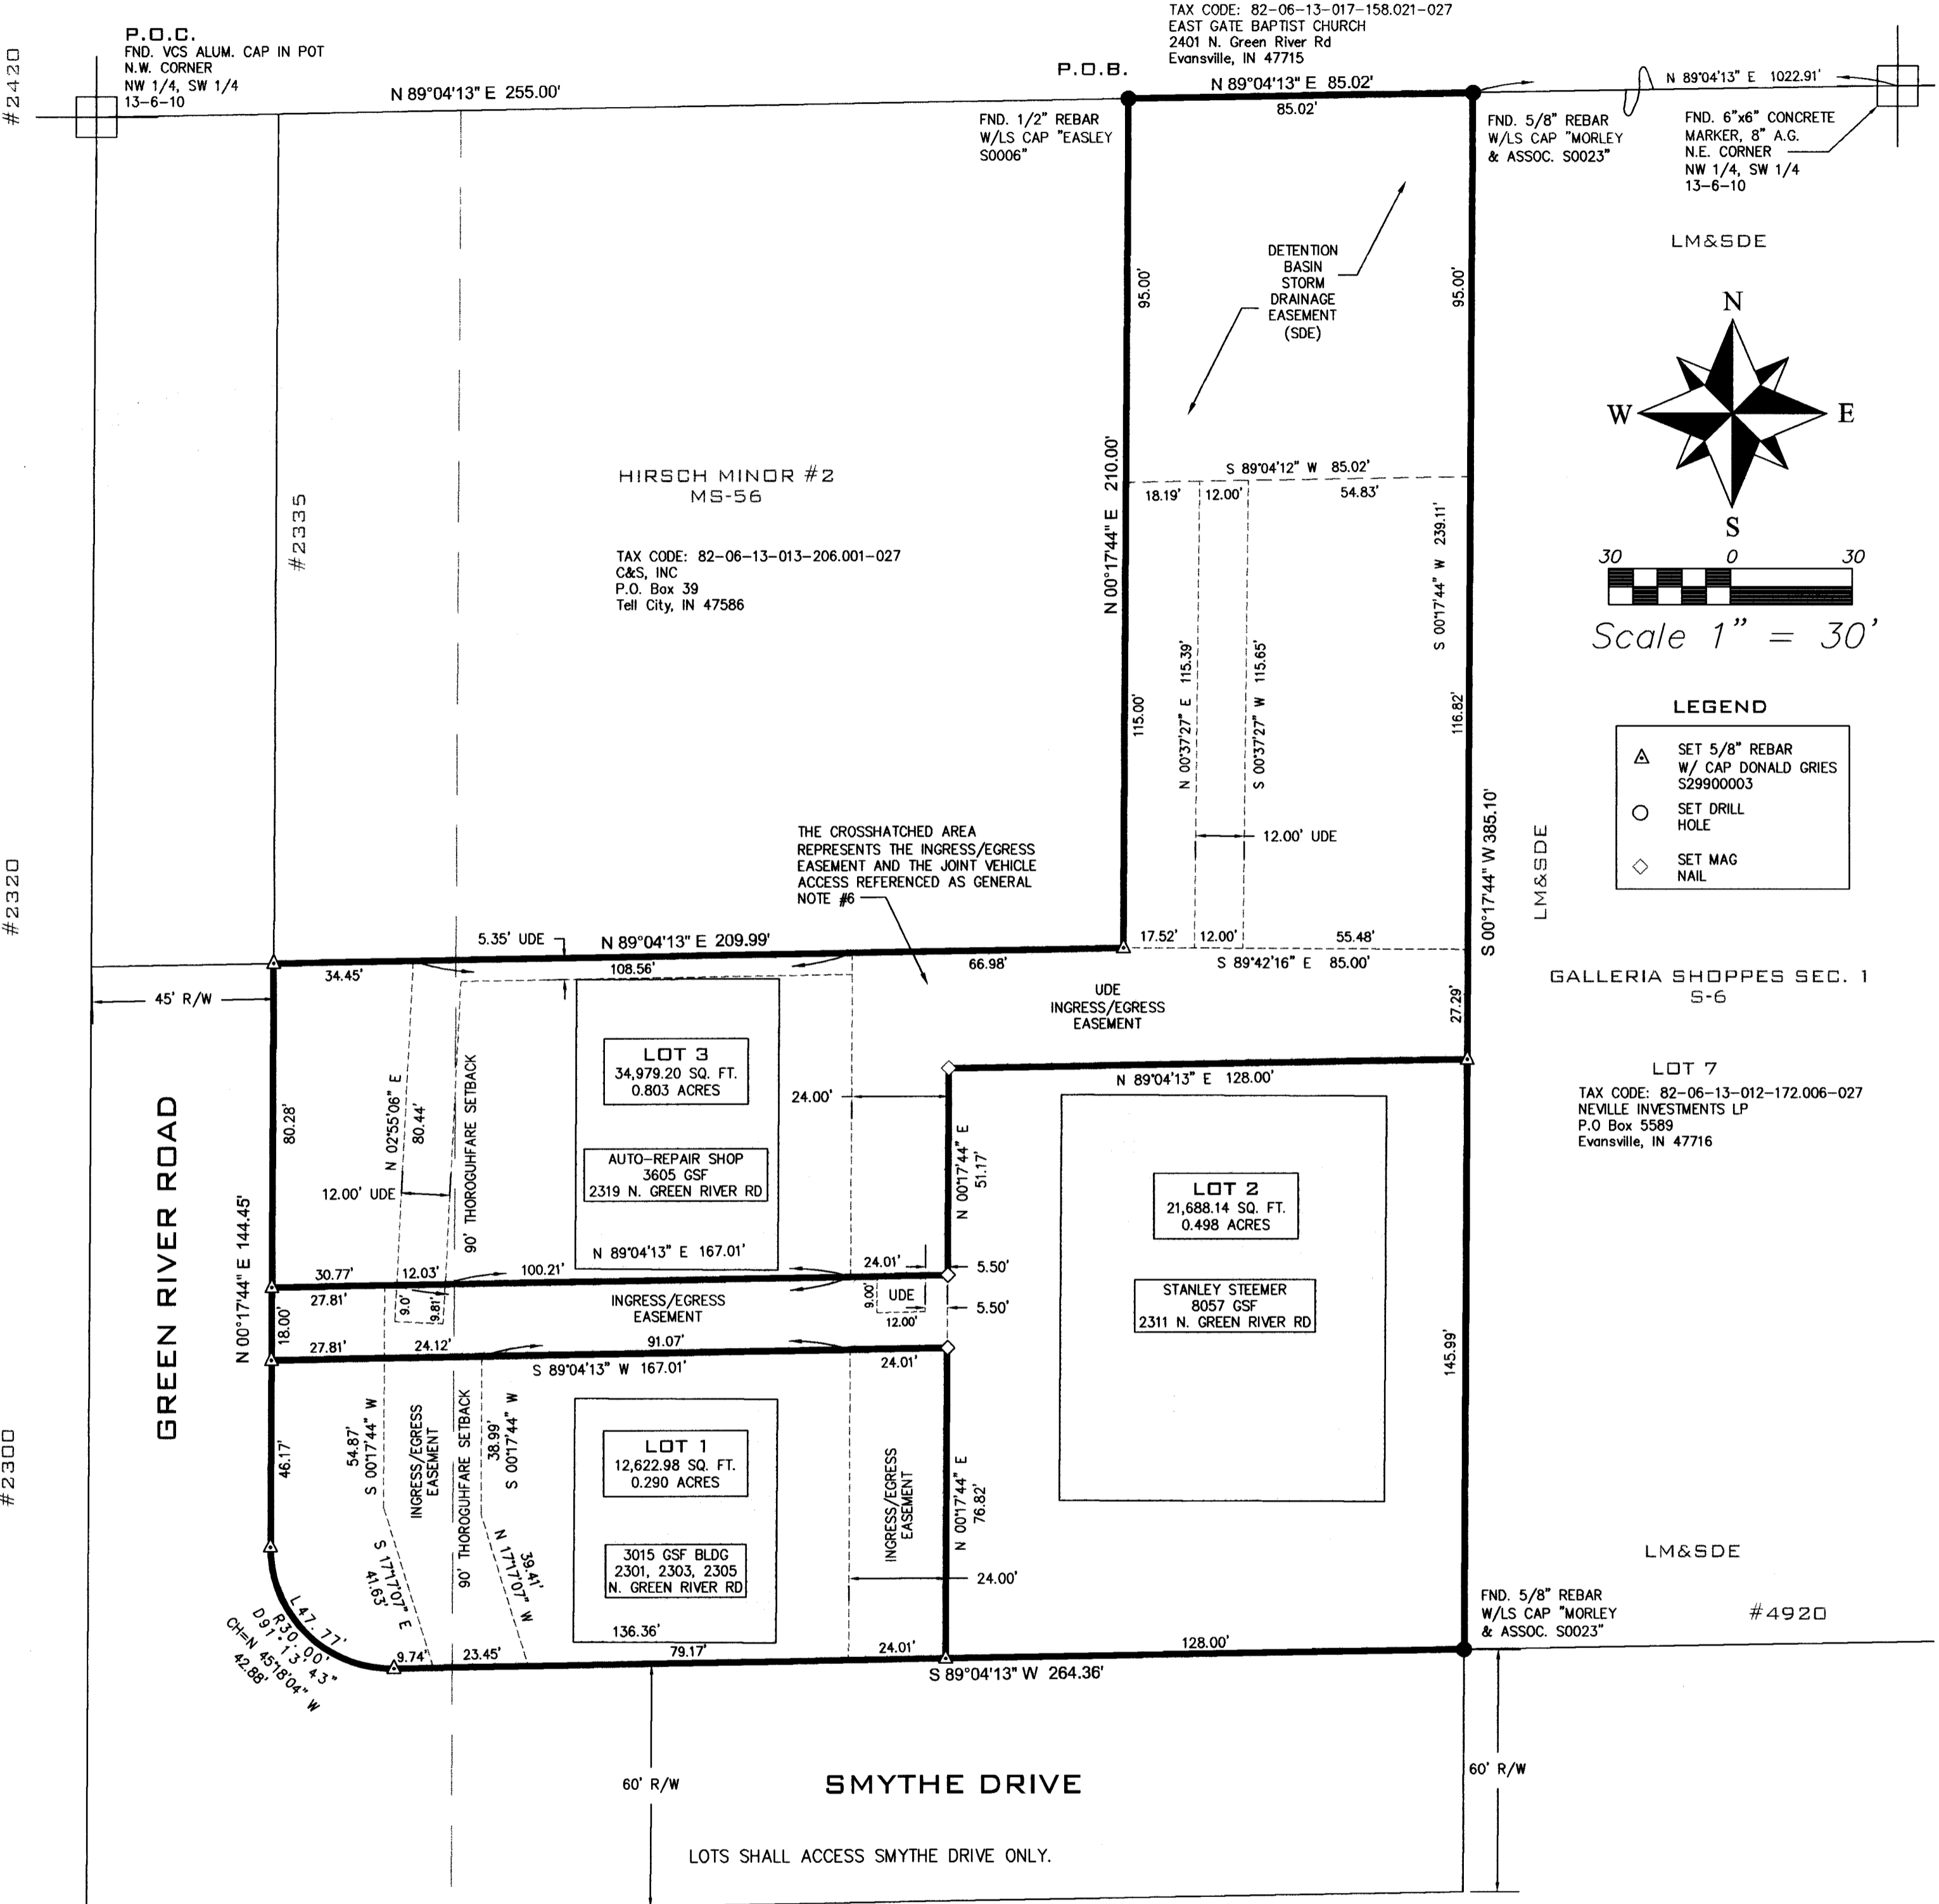 TAX CODE: 82-06-13-017-158.021-027
EAST GATE BAPTIST CHURCH
2401 N. Green River Rd
Evansville, IN 47715
P.O.C.
FND. VCS ALUM. CAP IN POT
N.W. CORNER
NW 1/4, SW 1/4
13-6-10
#2420
N 89°04'13" E 255.00'
P.O.B.
N 89°04'13" E 85.02'
85.02'
N 89°04'13" E 1022.91'
FND. 1/2" REBAR
W/LS CAP "EASLEY
S0006"
FND. 5/8" REBAR
W/LS CAP "MORLEY
& ASSOC. S0023"
FND. 6"x6" CONCRETE
MARKER, 8" A.G.
N.E. CORNER
NW 1/4, SW 1/4
13-6-10
LM&SDE
DETENTION
BASIN
STORM
DRAINAGE
EASEMENT
(SDE)
95.00'
95.00'
N
W
E
S
30 0 30
Scale 1" = 30'
HIRSCH MINOR #2
MS-56
TAX CODE: 82-06-13-013-206.001-027
C&S, INC
P.O. Box 39
Tell City, IN 47586
#2335
N 00°17'44" E 210.00'
S 89°04'12" W 85.02'
18.19' 12.00' 54.83'
S 00°17'44" W 239.11'
N 00°37'27" E 115.39'
S 00°37'27" W 115.65'
115.00'
116.82'
12.00' UDE
LEGEND
SET 5/8" REBAR
W/ CAP DONALD GRIES
S29900003
SET DRILL
HOLE
SET MAG
NAIL
S 00°17'44" W 385.10'
LM&SDE
#2320
THE CROSSHATCHED AREA
REPRESENTS THE INGRESS/EGRESS
EASEMENT AND THE JOINT VEHICLE
ACCESS REFERENCED AS GENERAL
NOTE #6
5.35' UDE
N 89°04'13" E 209.99'
34.45'
108.56'
66.98'
17.52' 12.00' 55.48'
S 89°42'16" E 85.00'
GALLERIA SHOPPES SEC. 1
S-6
45' R/W
UDE
INGRESS/EGRESS
EASEMENT
27.29'
LOT 7
TAX CODE: 82-06-13-012-172.006-027
NEVILLE INVESTMENTS LP
P.O Box 5589
Evansville, IN 47716
LOT 3
34,979.20 SQ. FT.
0.803 ACRES
24.00'
N 89°04'13" E 128.00'
80.28'
N 02°55'06" E
80.44'
90' THOROGUHFARE SETBACK
N 00°17'44" E
51.17'
AUTO-REPAIR SHOP
3605 GSF
2319 N. GREEN RIVER RD
12.00' UDE
LOT 2
21,688.14 SQ. FT.
0.498 ACRES
GREEN RIVER ROAD
N 00°17'44" E 144.45'
N 89°04'13" E 167.01'
24.01'
5.50'
30.77' 12.03' 100.21'
27.81'
18.00'
9.0'
9.81'
INGRESS/EGRESS
EASEMENT
9.00'
UDE
12.00'
5.50'
STANLEY STEEMER
8057 GSF
2311 N. GREEN RIVER RD
27.81' 24.12' 91.07'
S 89°04'13" W 167.01'
24.01'
145.99'
#2300
46.17'
54.87'
S 00°17'44" W
INGRESS/EGRESS
EASEMENT
90' THOROGUHFARE SETBACK
38.99'
S 00°17'44" W
LOT 1
12,622.98 SQ. FT.
0.290 ACRES
INGRESS/EGRESS
EASEMENT
N 00°17'44" E
76.82'
S 17°17'07" E
41.63'
39.41'
N 17°17'07" W
3015 GSF BLDG
2301, 2303, 2305
N. GREEN RIVER RD
24.00'
LM&SDE
FND. 5/8" REBAR
W/LS CAP "MORLEY
& ASSOC. S0023"
#4920
L47.77'
R30.00'
D91°13'43"
CH=N 45°18'04" W
42.88'
136.36'
9.74' 23.45' 79.17' 24.01' 128.00'
S 89°04'13" W 264.36'
60' R/W
SMYTHE DRIVE
60' R/W
LOTS SHALL ACCESS SMYTHE DRIVE ONLY.